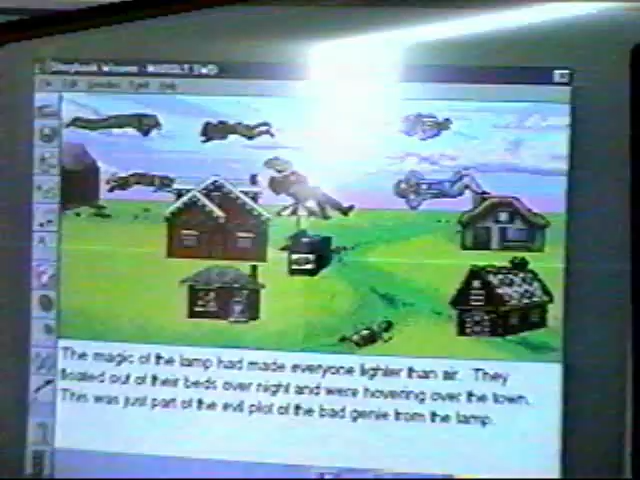 The magic of the lamp had made everyone lighter than air. They
floated out of their beds over night and were hovering over the town.
This was just part of the evil plot of the bad genie from the lamp.